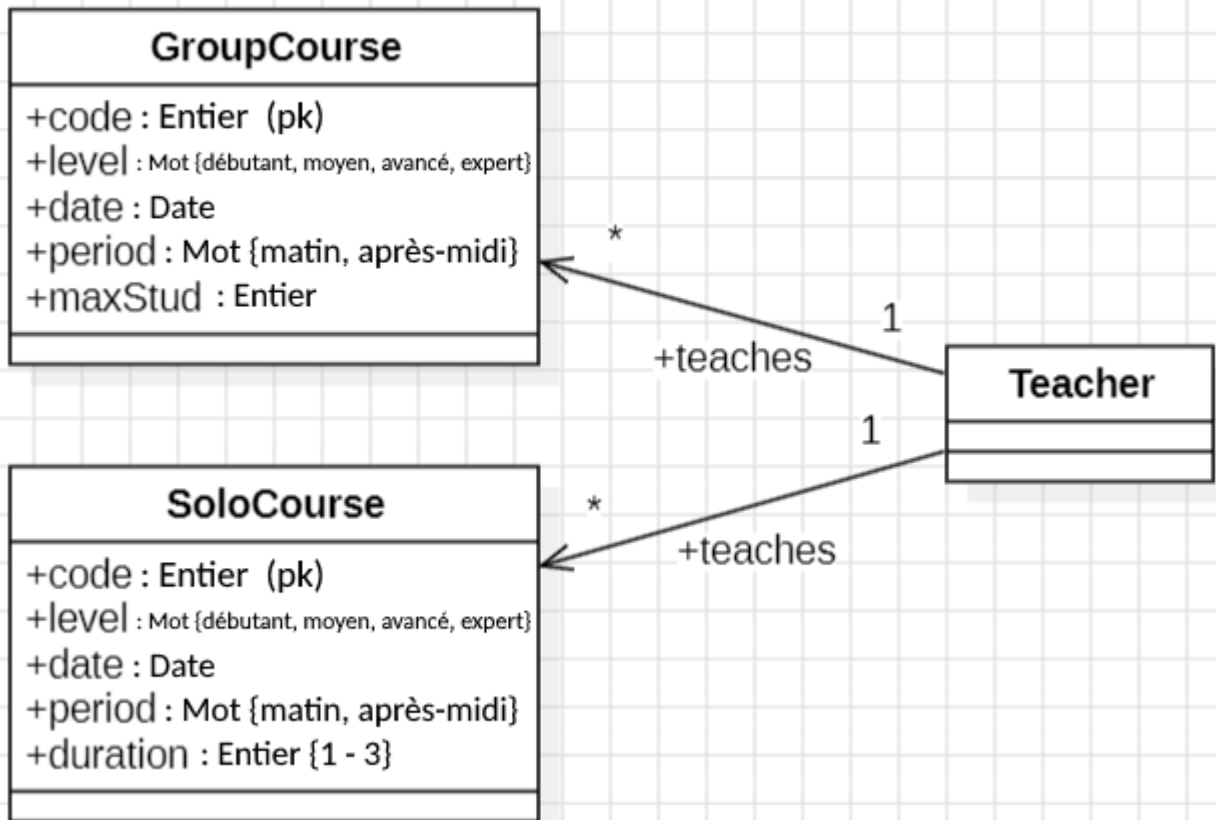 GroupCourse
+code : Entier (pk)
+level : Mot {débutant, moyen, avancé, expert}
+date : Date
+period : Mot {matin, après-midi}
+maxStud : Entier
*
1
+teaches
Teacher
1
*
+teaches
SoloCourse
+code : Entier (pk)
+level : Mot {débutant, moyen, avancé, expert}
+date : Date
+period : Mot {matin, après-midi}
+duration : Entier {1 - 3}